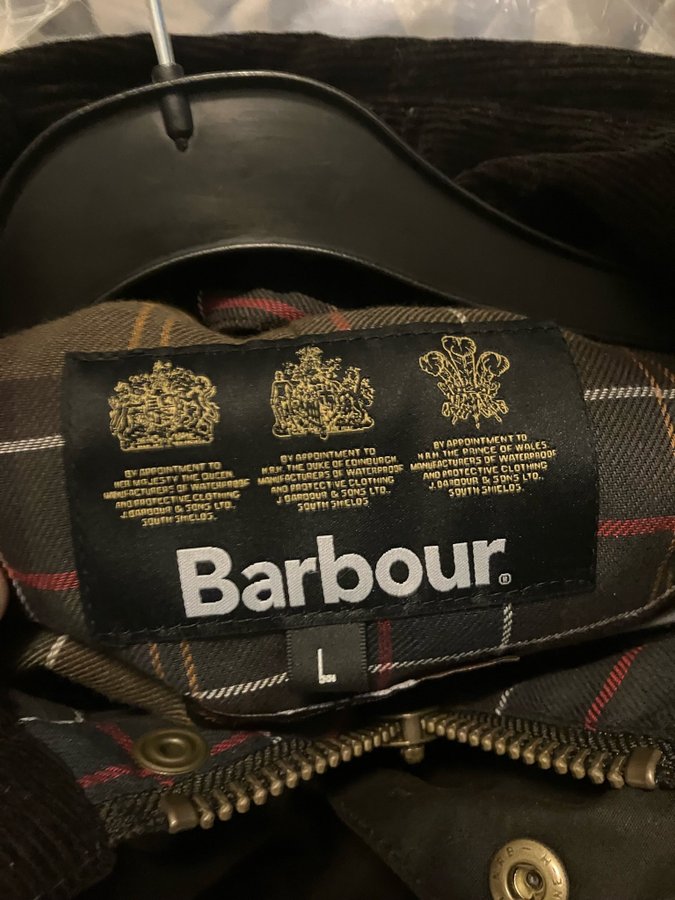 BY APPOINTMENT TO
HER MAJESTY THE QUEEN
MANUFACTURERS OF WATERPROOF
AND PROTECTIVE CLOTHING
J. BARBOUR & SONS LTD.
SOUTH SHIELDS.
BY APPOINTMENT TO
H.R.H. THE DUKE OF EDINBURGH
MANUFACTURERS OF WATERPROOF
AND PROTECTIVE CLOTHING
J. BARBOUR & SONS LTD.
SOUTH SHIELDS.
BY APPOINTMENT TO
H.R.H. THE PRINCE OF WALES
MANUFACTURERS OF WATERPROOF
AND PROTECTIVE CLOTHING
J. BARBOUR & SONS LTD.
SOUTH SHIELDS.
Barbour®
L